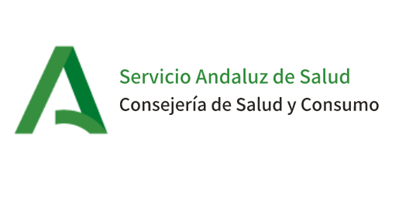 Servicio Andaluz de Salud
Consejería de Salud y Consumo